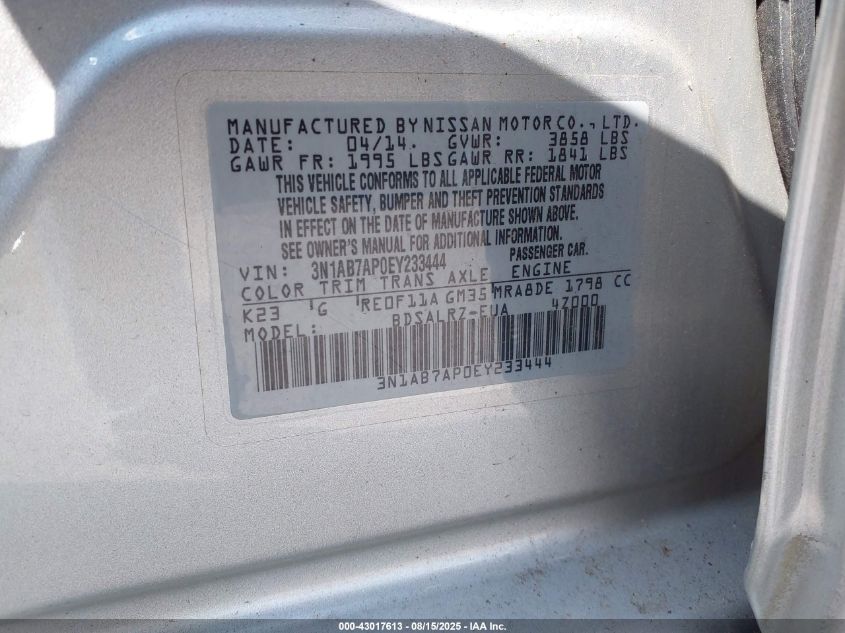 MANUFACTURED BY NISSAN MOTOR CO., LTD.
DATE: 04/14. GVWR: 3858 LBS
GAWR FR: 1995 LBS GAWR RR: 1841 LBS
THIS VEHICLE CONFORMS TO ALL APPLICABLE FEDERAL MOTOR
VEHICLE SAFETY, BUMPER AND THEFT PREVENTION STANDARDS
IN EFFECT ON THE DATE OF MANUFACTURE SHOWN ABOVE.
SEE OWNER'S MANUAL FOR ADDITIONAL INFORMATION.
VIN: 3N1AB7AP0EY233444 PASSENGER CAR.
COLOR TRIM TRANS AXLE ENGINE
K23 'G 'RE0F11A GM35 MRA8DE 1798 CC
MODEL: BDSALRZ-EUA 4Z000
3N1AB7AP0EY233444
000-43017613 - 08/15/2025 - IAA Inc.